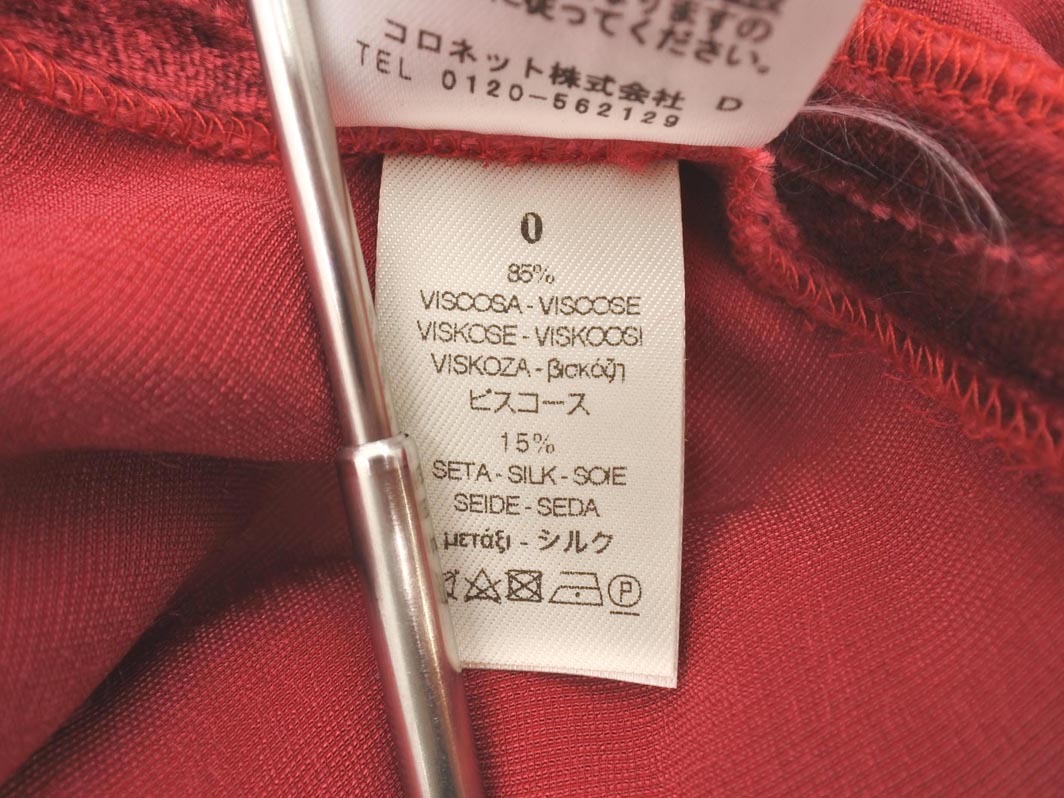 に従ってください。
コロネット株式会社 D
TEL 0120-562129
0
85%
VISCOSA - VISCOSE
VISKOSE - VISKOOSI
VISKOZA - βισκόζη
ビスコース
15%
SETA - SILK - SOIE
SEIDE - SEDA
μετάξι - シルク
P